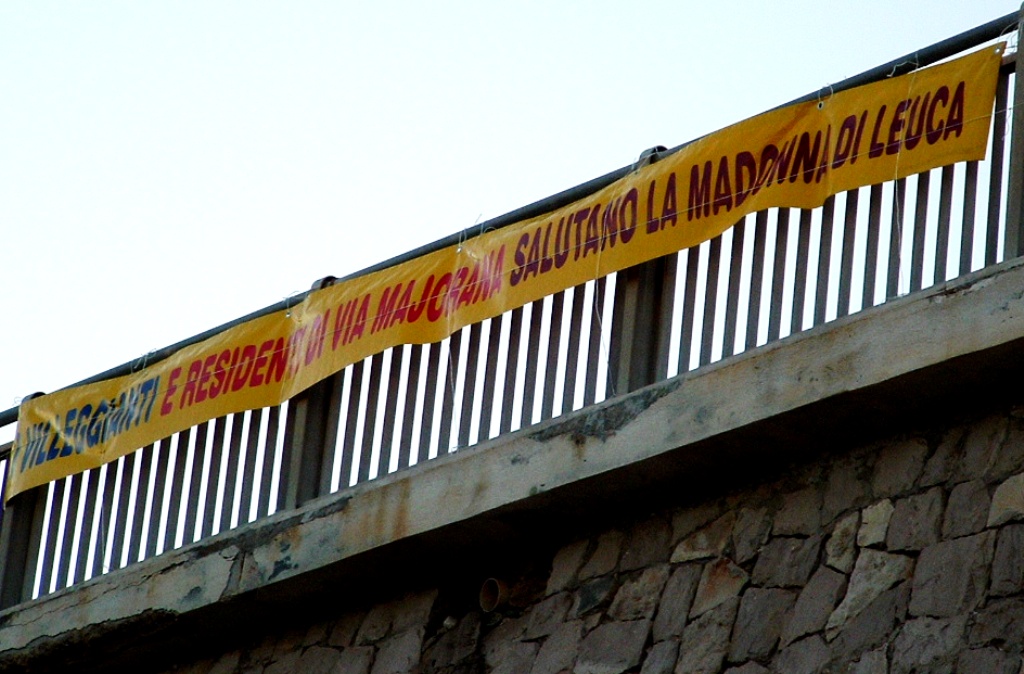 VILLEGGIANTI E RESIDENTI DI VIA MAJORANA SALUTANO LA MADONNA DI LEUCA